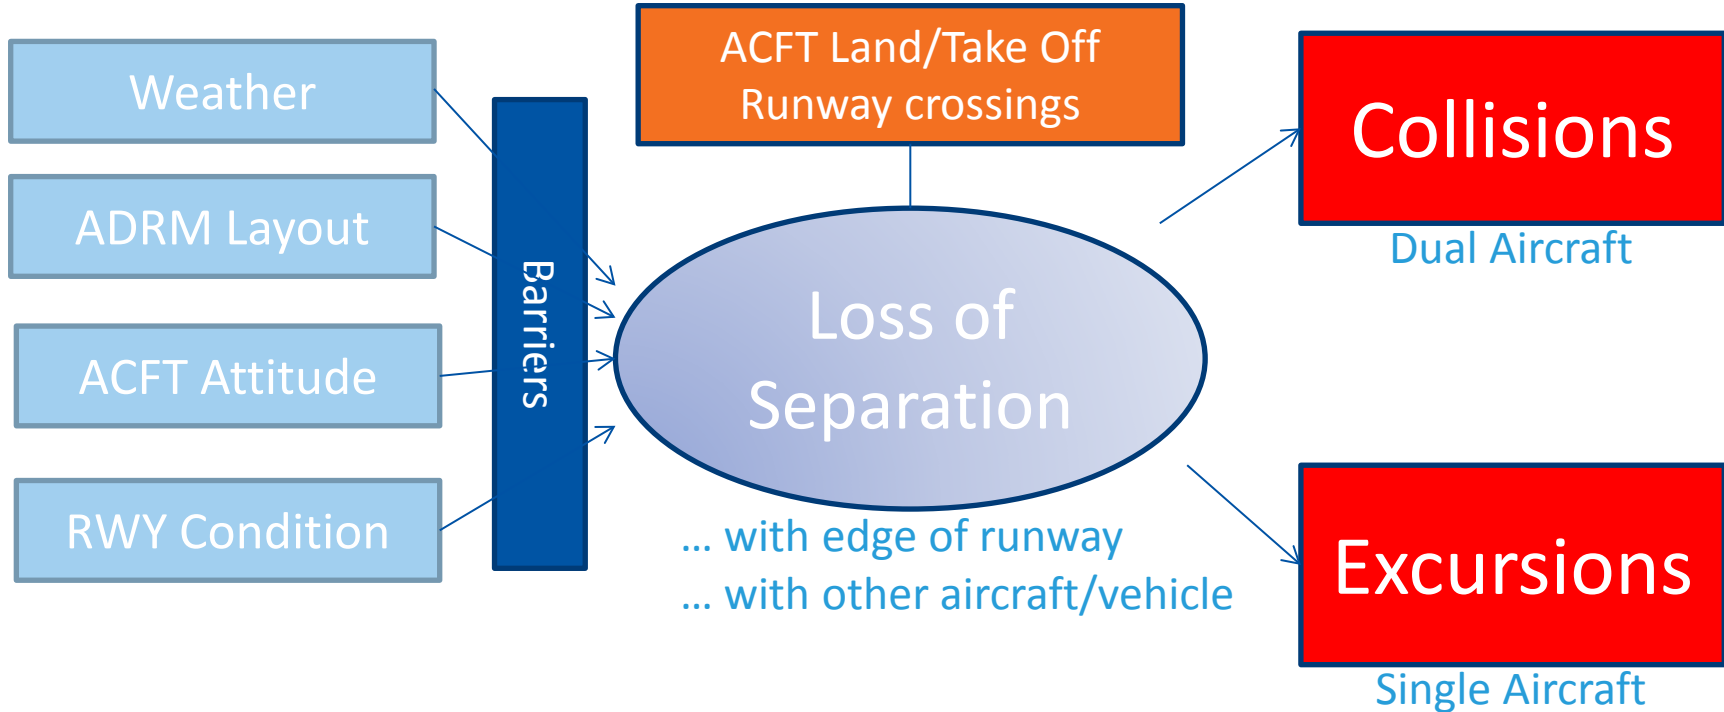 Weather
ADRM Layout
ACFT Attitude
RWY Condition
Barriers
ACFT Land/Take Off
Runway crossings
Loss of
Separation
... with edge of runway
... with other aircraft/vehicle
Collisions
Dual Aircraft
Excursions
Single Aircraft